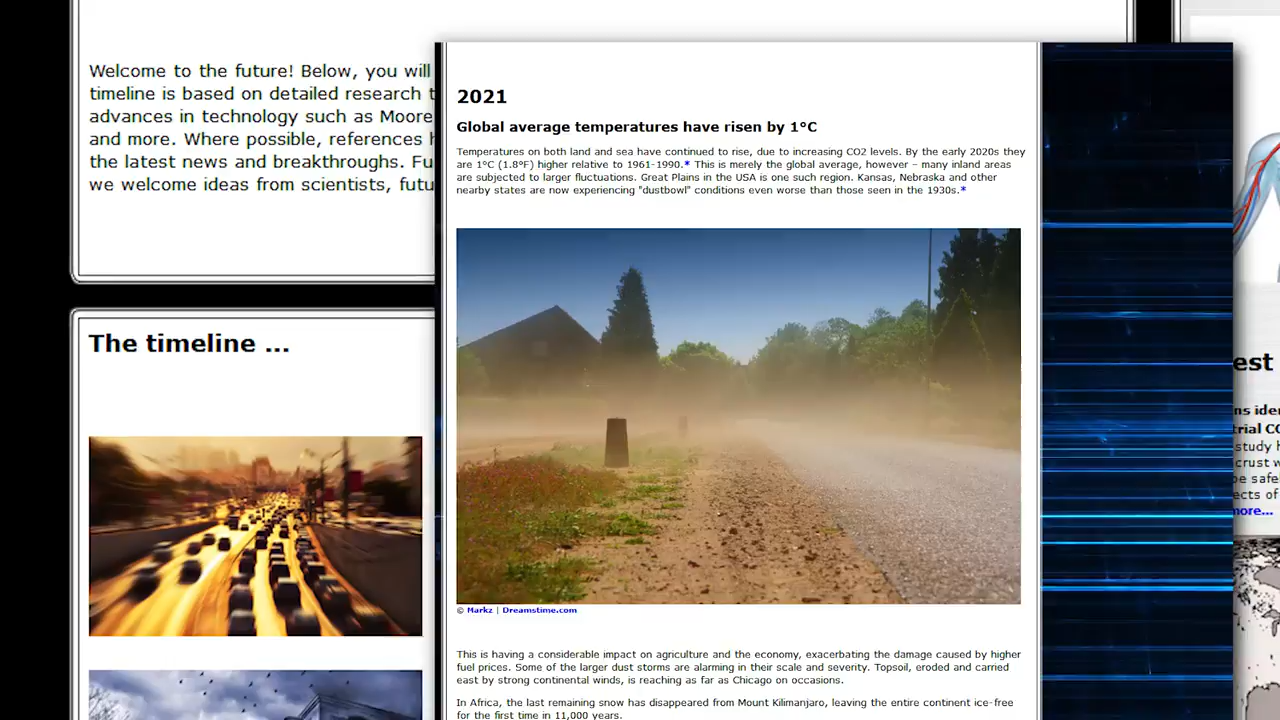 Welcome to the future! Below, you will
timeline is based on detailed research
advances in technology such as Moore
and more. Where possible, references
the latest news and breakthroughs.
we welcome ideas from scientists,
The timeline ...
2021
Global average temperatures have risen by 1°C
Temperatures on both land and sea have continued to rise, due to increasing CO2 levels. By the early 2020s they
are 1°C (1.8°F) higher relative to 1961-1990.* This is merely the global average, however – many inland areas
are subjected to larger fluctuations. Great Plains in the USA is one such region. Kansas, Nebraska and other
nearby states are now experiencing "dustbowl" conditions even worse than those seen in the 1930s.*
© Markz | Dreamstime.com
This is having a considerable impact on agriculture and the economy, exacerbating the damage caused by higher
fuel prices. Some of the larger dust storms are alarming in their scale and severity. Topsoil, eroded and carried
east by strong continental winds, is reaching as far as Chicago on occasions.
In Africa, the last remaining snow has disappeared from Mount Kilimanjaro, leaving the entire continent ice-free
for the first time in 11,000 years.
study
crust
ects of
more...